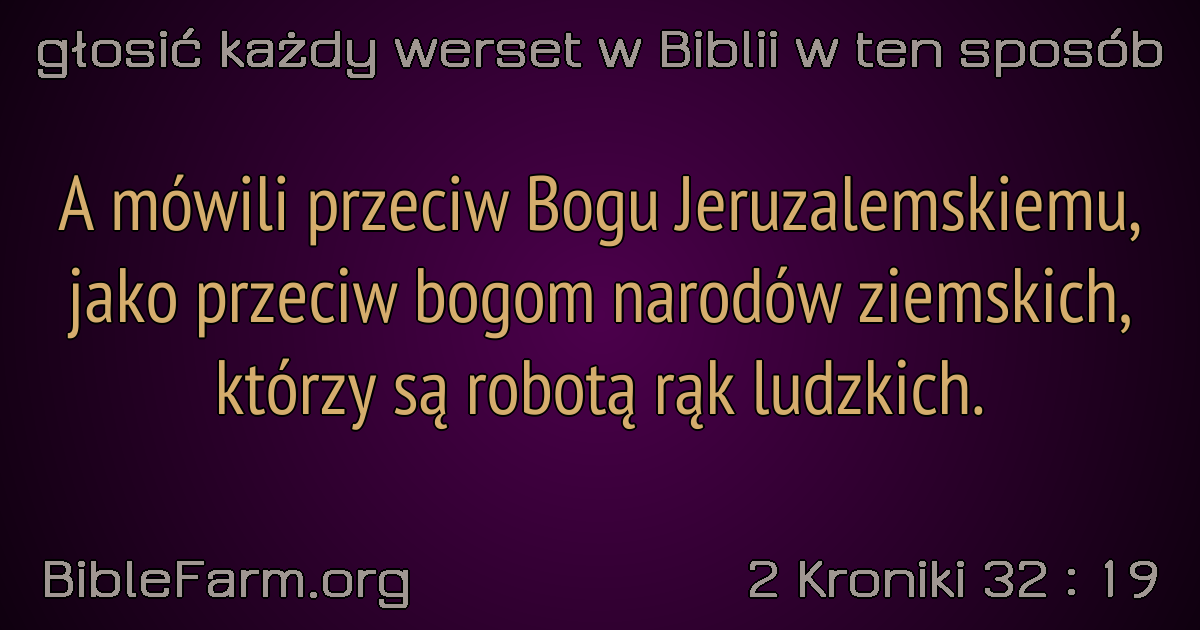 głosić każdy werset w Biblii w ten sposób
A mówili przeciw Bogu Jeruzalemskiemu,
jako przeciw bogom narodów ziemskich,
którzy są robotą rąk ludzkich.
BibleFarm.org
2 Kroniki 32 : 19